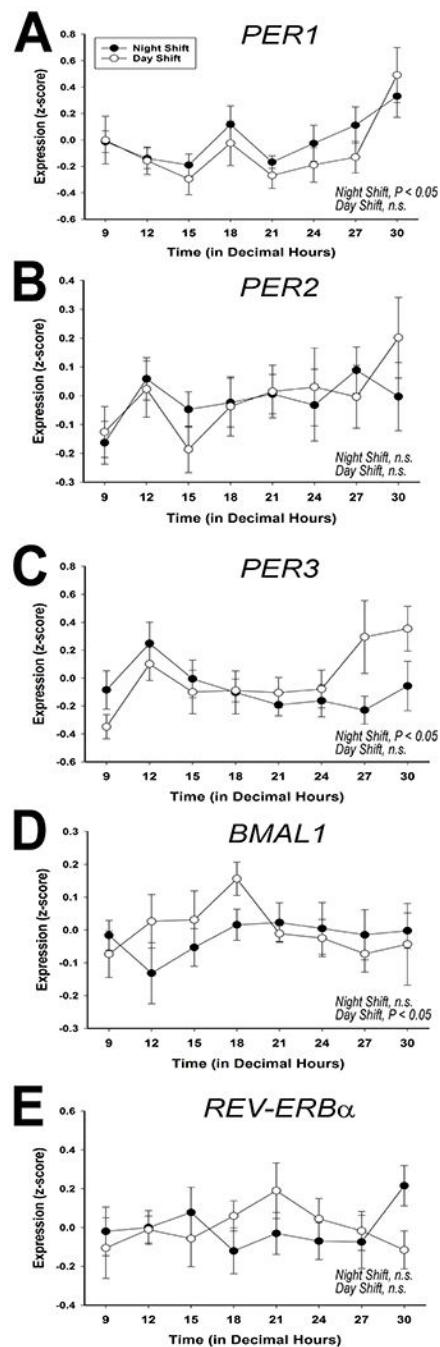 A
PER1
Night Shift
Day Shift
Expression (z-score)
0.8
0.6
0.4
0.2
0.0
-0.2
-0.4
-0.6
Night Shift, P < 0.05
Day Shift, n.s.
9 12 15 18 21 24 27 30
Time (in Decimal Hours)
B
PER2
Expression (z-score)
0.4
0.3
0.2
0.1
0.0
-0.1
-0.2
-0.3
Night Shift, n.s.
Day Shift, n.s.
9 12 15 18 21 24 27 30
Time (in Decimal Hours)
C
PER3
Expression (z-score)
0.8
0.6
0.4
0.2
0.0
-0.2
-0.4
-0.6
Night Shift, P < 0.05
Day Shift, n.s.
9 12 15 18 21 24 27 30
Time (in Decimal Hours)
D
BMAL1
Expression (z-score)
0.3
0.2
0.1
0.0
-0.1
-0.2
0.3
Night Shift, n.s.
Day Shift, P < 0.05
9 12 15 18 21 24 27 30
Time (in Decimal Hours)
E
REV-ERBα
Expression (z-score)
0.6
0.4
0.2
-0.0
-0.2
-0.4
Night Shift, n.s.
Day Shift, n.s.
9 12 15 18 21 24 27 30
Time (in Decimal Hours)